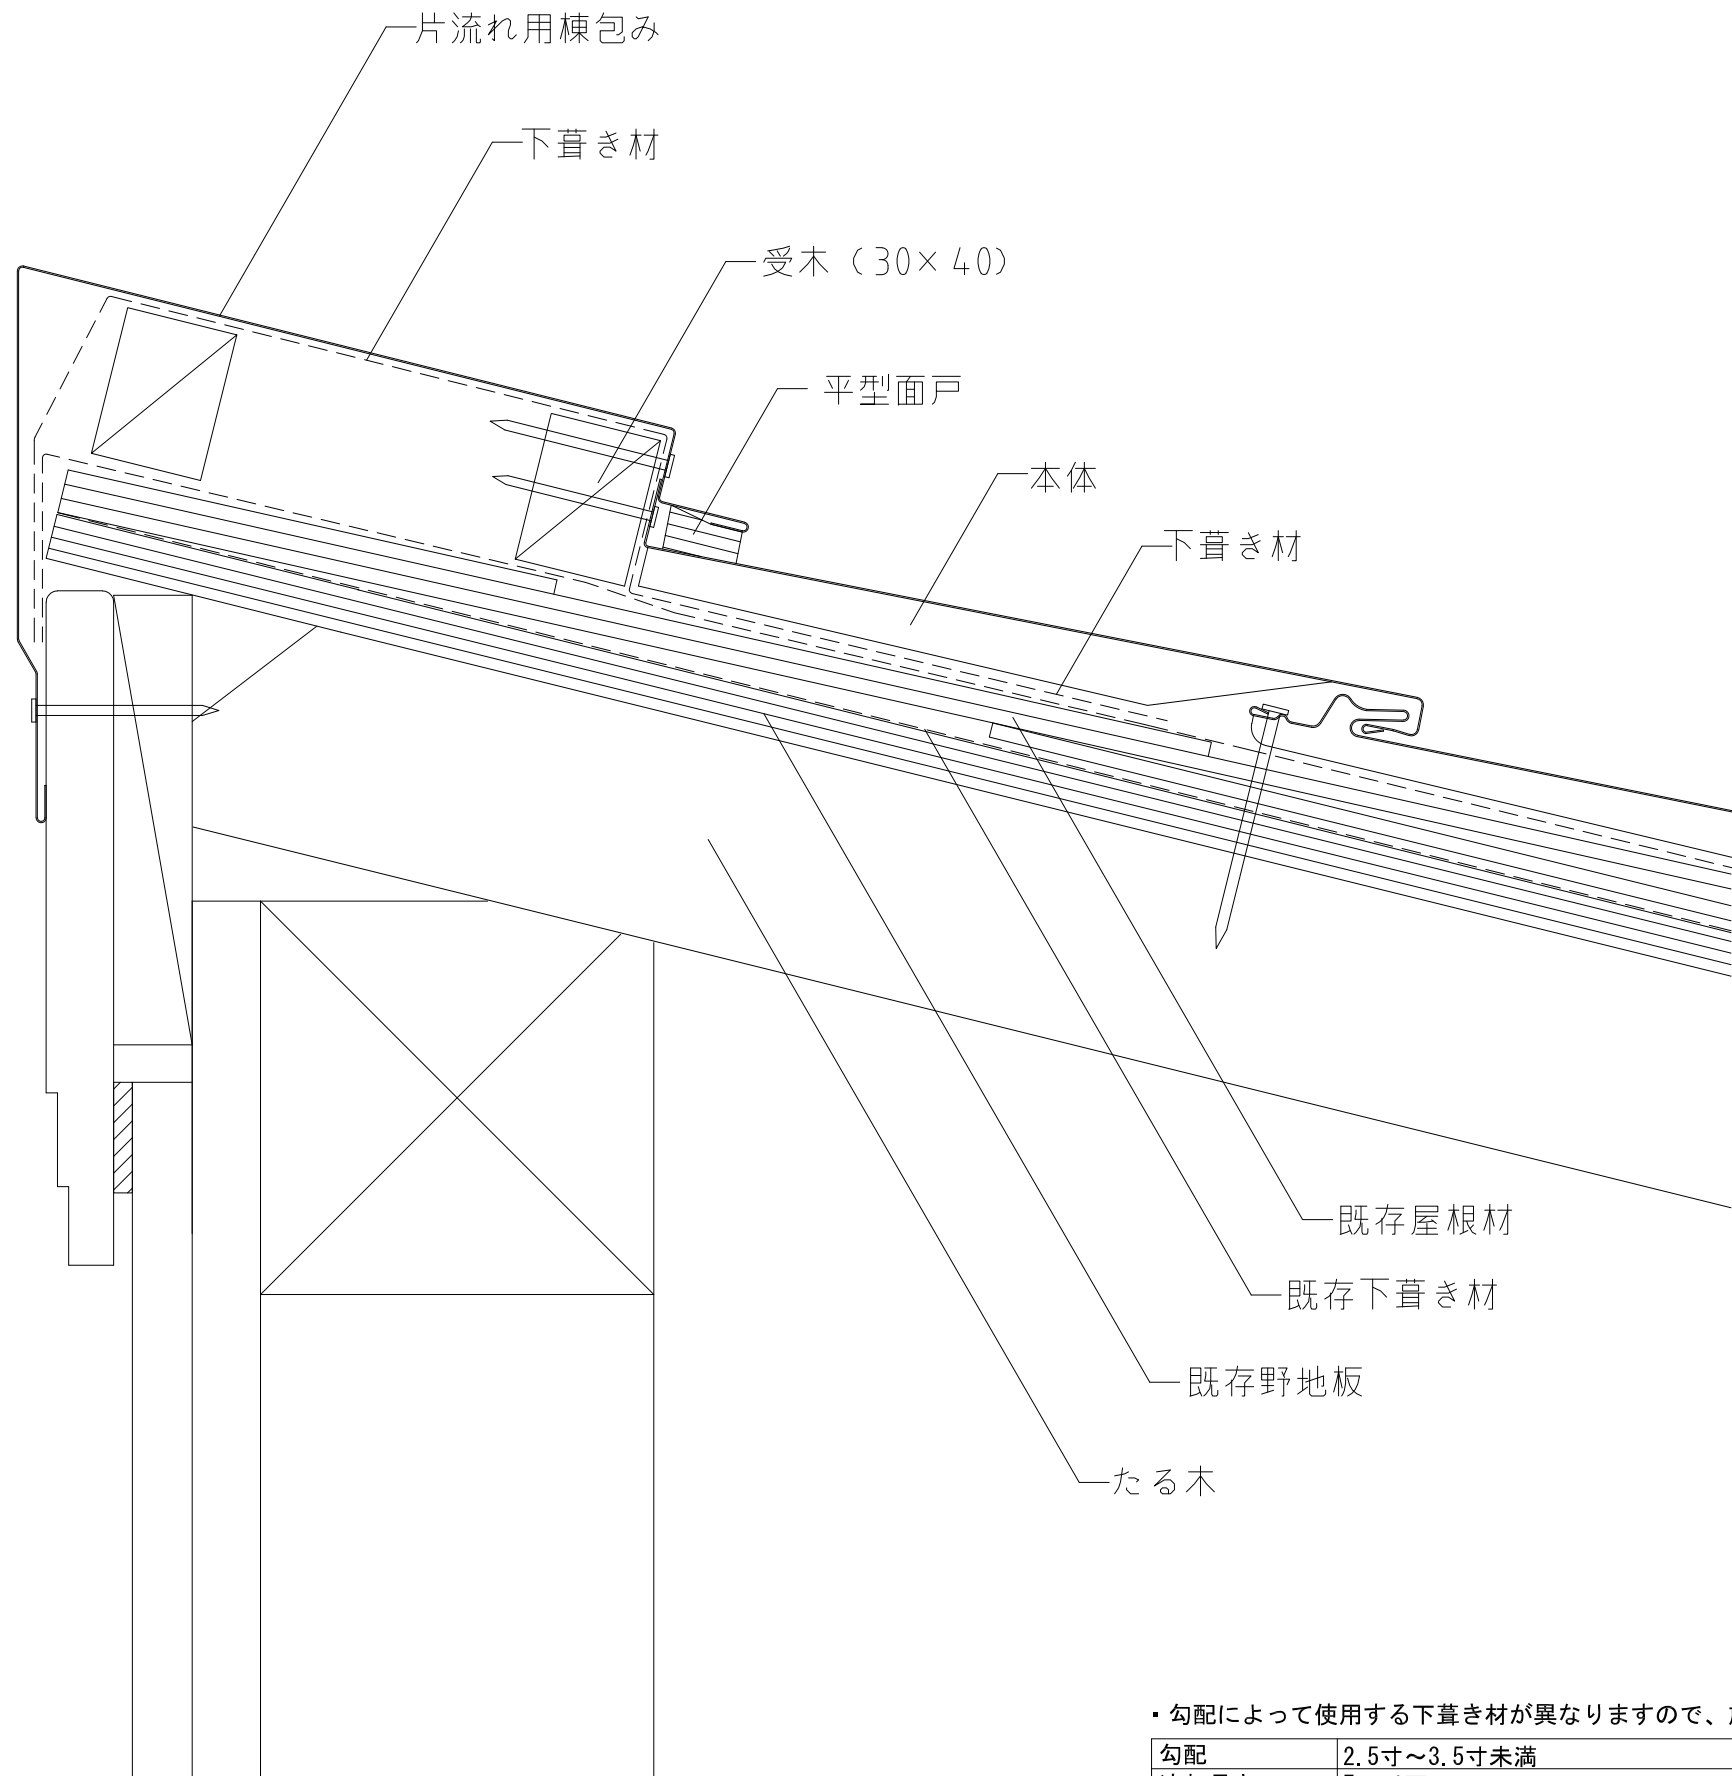 片流れ用棟包み
下葺き材
受木（30×40）
平型面戸
本体
下葺き材
既存屋根材
既存下葺き材
既存野地板
たる木
・勾配によって使用する下葺き材が異なりますので、
勾配 2.5寸～3.5寸未満